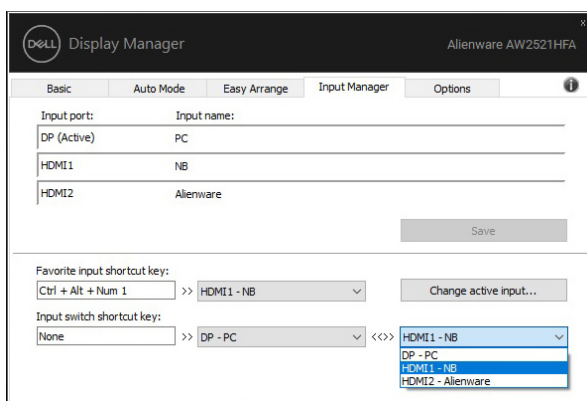 x
DELL Display Manager Alienware AW2521HFA
Basic Auto Mode Easy Arrange Input Manager Options i
Input port: Input name:
DP (Active) PC
HDMI1 NB
HDMI2 Alienware
Save
Favorite input shortcut key:
Ctrl + Alt + Num 1 >> HDMI1 - NB Change active input...
Input switch shortcut key:
None >> DP - PC <<>> HDMI1 - NB
DP - PC
HDMI1 - NB
HDMI2 - Alienware